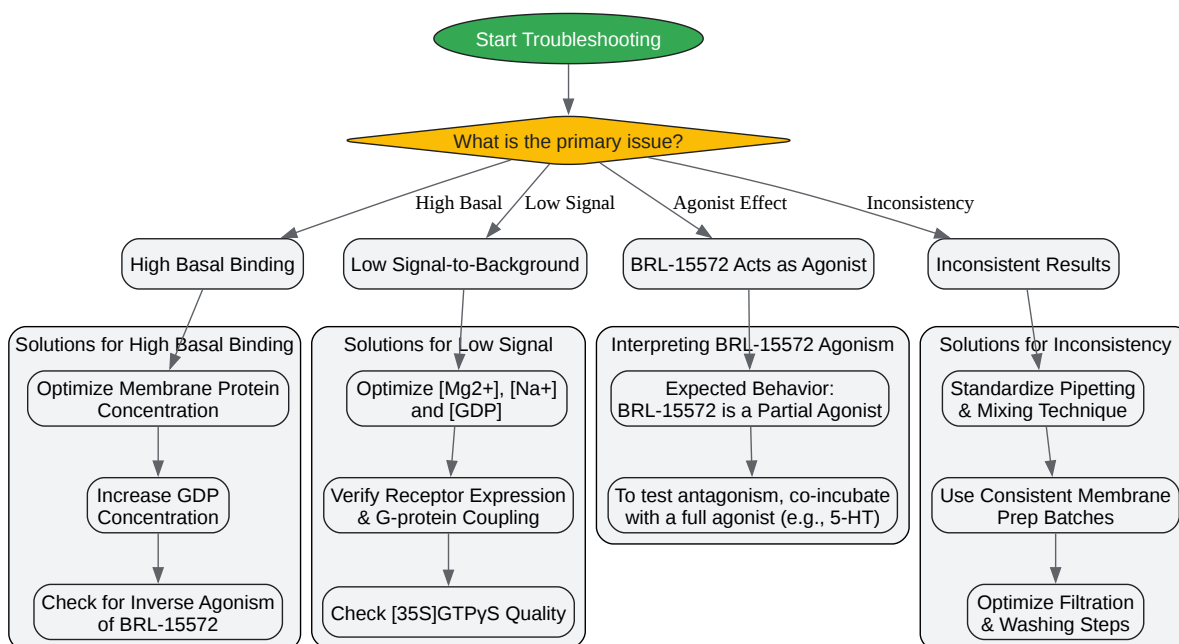 Start Troubleshooting
What is the primary issue?
High Basal
Low Signal
Agonist Effect
Inconsistency
High Basal Binding
Low Signal-to-Background
BRL-15572 Acts as Agonist
Inconsistent Results
Solutions for High Basal Binding
Optimize Membrane Protein
Concentration
Increase GDP
Concentration
Check for Inverse Agonism
of BRL-15572
Solutions for Low Signal
Optimize [Mg2+], [Na+]
and [GDP]
Verify Receptor Expression
& G-protein Coupling
Check [35S]GTPγS Quality
Interpreting BRL-15572 Agonism
Expected Behavior:
BRL-15572 is a Partial Agonist
To test antagonism, co-incubate
with a full agonist (e.g., 5-HT)
Solutions for Inconsistency
Standardize Pipetting
& Mixing Technique
Use Consistent Membrane
Prep Batches
Optimize Filtration
& Washing Steps